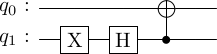 q₀ :
q₁ : X H